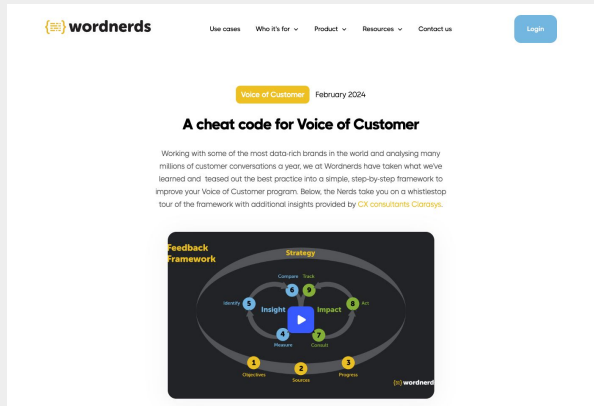 wordnerds
Use cases Who it's for Product Resources Contact us Login
Voice of Customer February 2024
A cheat code for Voice of Customer
Working with some of the most data-rich brands in the world and analysing many
millions of customer conversations a year, we at Wordnerds have taken what we've
learned and teased out the best practice into a simple, step-by-step framework to
improve your Voice of Customer program. Below, the Nerds take you on a whistlestop
tour of the framework with additional insights provided by CX consultants Clarasys.
Feedback
Framework
Strategy
Compare Track
6 9
Identify 5 Insight Impact 8 Act
4 7
Measure Consult
1 2 3
Objectives Sources Progress
wordnerd